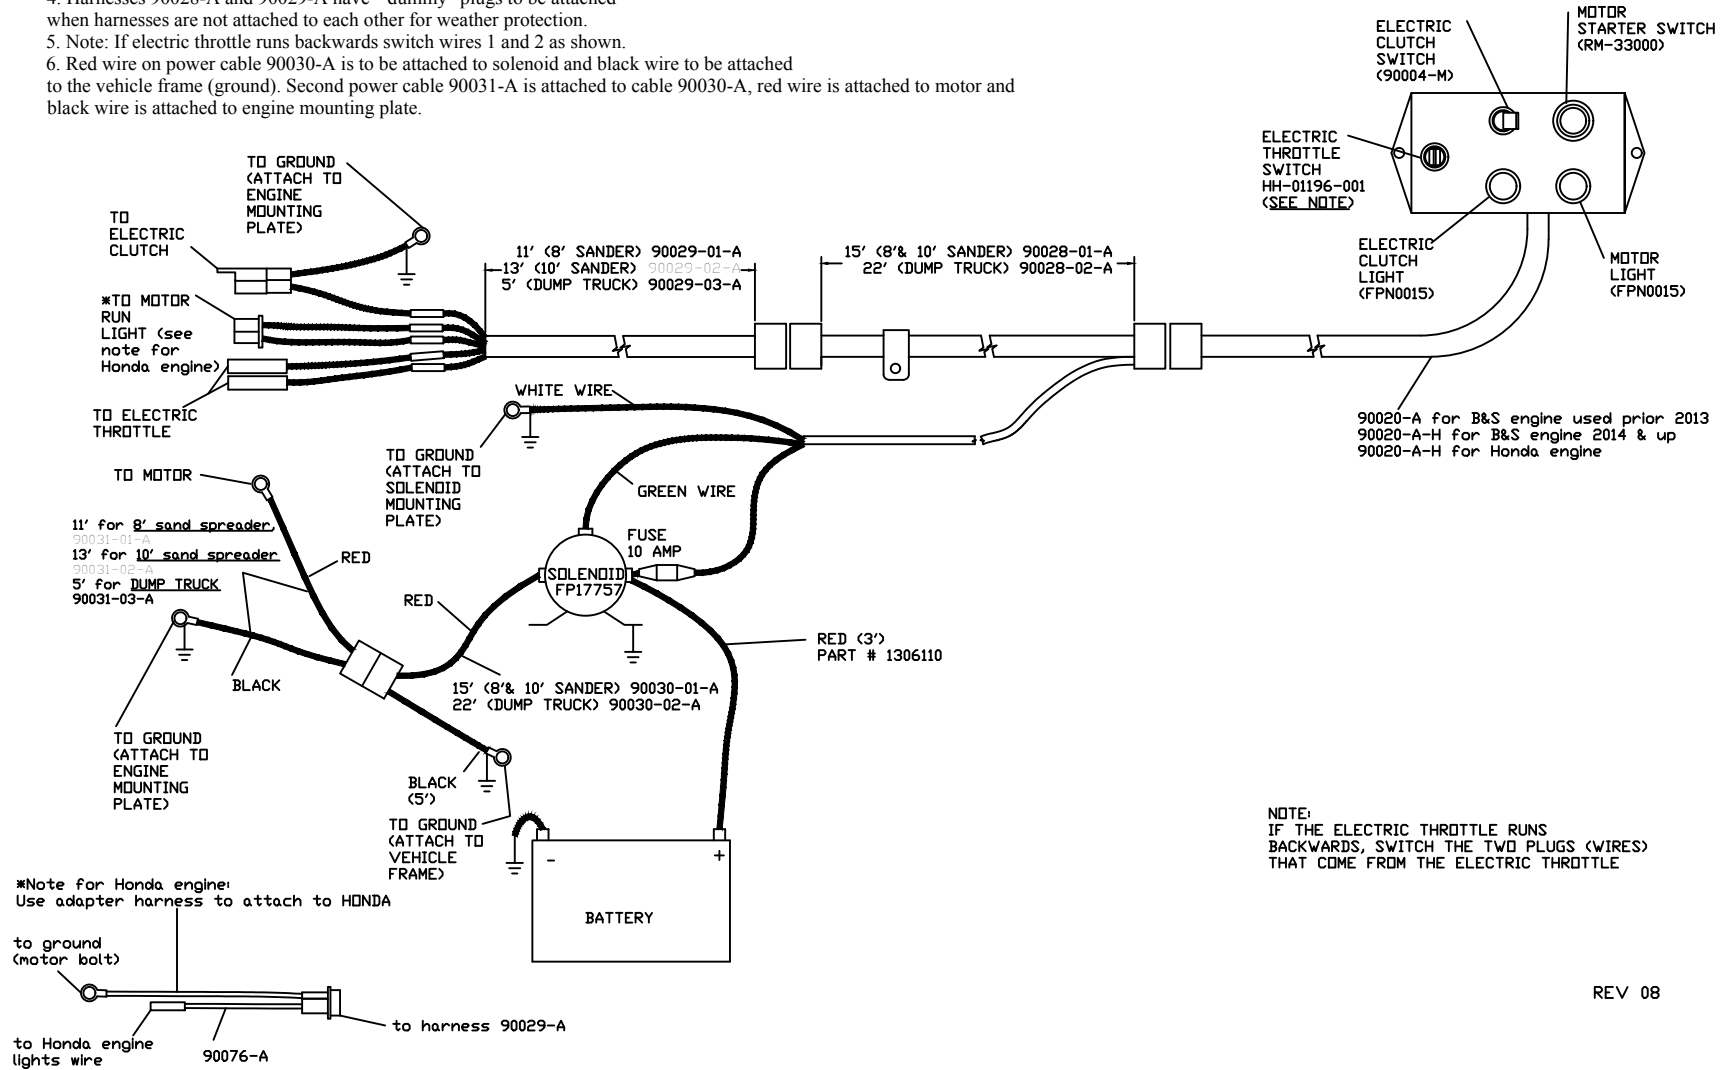 4. Harnesses 90028-A and 90029-A have "dummy" plugs to be attached
when harnesses are not attached to each other for weather protection.
5. Note: If electric throttle runs backwards switch wires 1 and 2 as shown.
6. Red wire on power cable 90030-A is to be attached to solenoid and black wire to be attached
to the vehicle frame (ground). Second power cable 90031-A is attached to cable 90030-A, red wire is attached to motor and
black wire is attached to engine mounting plate.
ELECTRIC
CLUTCH
SWITCH
(90004-M)
MOTOR
STARTER SWITCH
(RM-33000)
ELECTRIC
THROTTLE
SWITCH
HH-01196-001
(SEE NOTE)
ELECTRIC
CLUTCH
LIGHT
(FPN0015)
MOTOR
LIGHT
(FPN0015)
TO GROUND
(ATTACH TO
ENGINE
MOUNTING
PLATE)
TO
ELECTRIC
CLUTCH
*TO MOTOR
RUN
LIGHT (see
note for
Honda engine)
TO ELECTRIC
THROTTLE
11' (8' SANDER) 90029-01-A
13' (10' SANDER) 90029-02-A
5' (DUMP TRUCK) 90029-03-A
15' (8'& 10' SANDER) 90028-01-A
22' (DUMP TRUCK) 90028-02-A
90020-A for B&S engine used prior 2013
90020-A-H for B&S engine 2014 & up
90020-A-H for Honda engine
WHITE WIRE
TO GROUND
(ATTACH TO
SOLENOID
MOUNTING
PLATE)
GREEN WIRE
FUSE
10 AMP
SOLENOID
FP17757
TO MOTOR
11' for 8' sand spreader
90031-01-A
13' for 10' sand spreader
90031-02-A
5' for DUMP TRUCK
90031-03-A
RED
RED
BLACK
RED (3')
PART # 1306110
15' (8'& 10' SANDER) 90030-01-A
22' (DUMP TRUCK) 90030-02-A
TO GROUND
(ATTACH TO
ENGINE
MOUNTING
PLATE)
BLACK
(5')
TO GROUND
(ATTACH TO
VEHICLE
FRAME)
- +
BATTERY
NOTE:
IF THE ELECTRIC THROTTLE RUNS
BACKWARDS, SWITCH THE TWO PLUGS (WIRES)
THAT COME FROM THE ELECTRIC THROTTLE
*Note for Honda engine:
Use adapter harness to attach to HONDA
to ground
(motor bolt)
to harness 90029-A
to Honda engine
lights wire
90076-A
REV 08